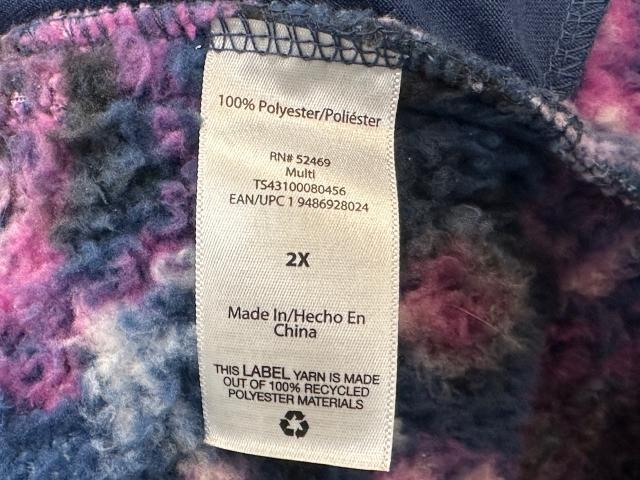 100% Polyester/Poliéster
RN# 52469
Multi
TS43100080456
EAN/UPC 1 9486928024
2X
Made In/Hecho En
China
THIS LABEL YARN IS MADE
OUT OF 100% RECYCLED
POLYESTER MATERIALS